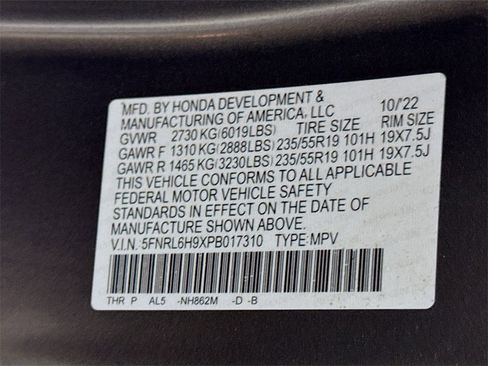 MFD. BY HONDA DEVELOPMENT & 10/'22
MANUFACTURING OF AMERICA, LLC
GVWR 2730 KG(6019LBS) TIRE SIZE RIM SIZE
GAWR F 1310 KG(2888LBS) 235/55R19 101H 19X7.5J
GAWR R 1465 KG(3230LBS) 235/55R19 101H 19X7.5J
THIS VEHICLE CONFORMS TO ALL APPLICABLE
FEDERAL MOTOR VEHICLE SAFETY
STANDARDS IN EFFECT ON THE DATE OF
MANUFACTURE SHOWN ABOVE.
V.I.N. 5FNRL6H9XPB017310 TYPE:MPV
THR P AL5 -NH862M -D -B